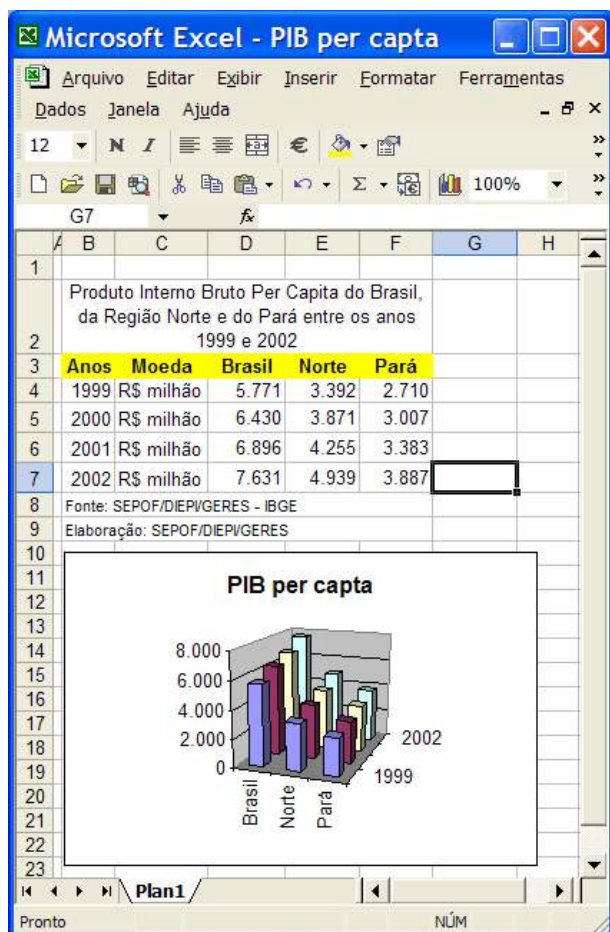 Microsoft Excel - PIB per capta
Arquivo Editar Exibir Inserir Formatar Ferramentas
Dados Janela Ajuda
12 N I €
Σ 100%
G7 fx
A B C D E F G H
1
2 Produto Interno Bruto Per Capita do Brasil,
da Região Norte e do Pará entre os anos
1999 e 2002
3 Anos Moeda Brasil Norte Pará
4 1999 R$ milhão 5.771 3.392 2.710
5 2000 R$ milhão 6.430 3.871 3.007
6 2001 R$ milhão 6.896 4.255 3.383
7 2002 R$ milhão 7.631 4.939 3.887
8 Fonte: SEPOF/DIEPI/GERES - IBGE
9 Elaboração: SEPOF/DIEPI/GERES
10
11
12
13
14
15
16
17
18
19
20
21
22
23
PIB per capta
8.000
6.000
4.000
2.000
0
2002
1999
Brasil
Norte
Pará
Plan1
Pronto NÚM